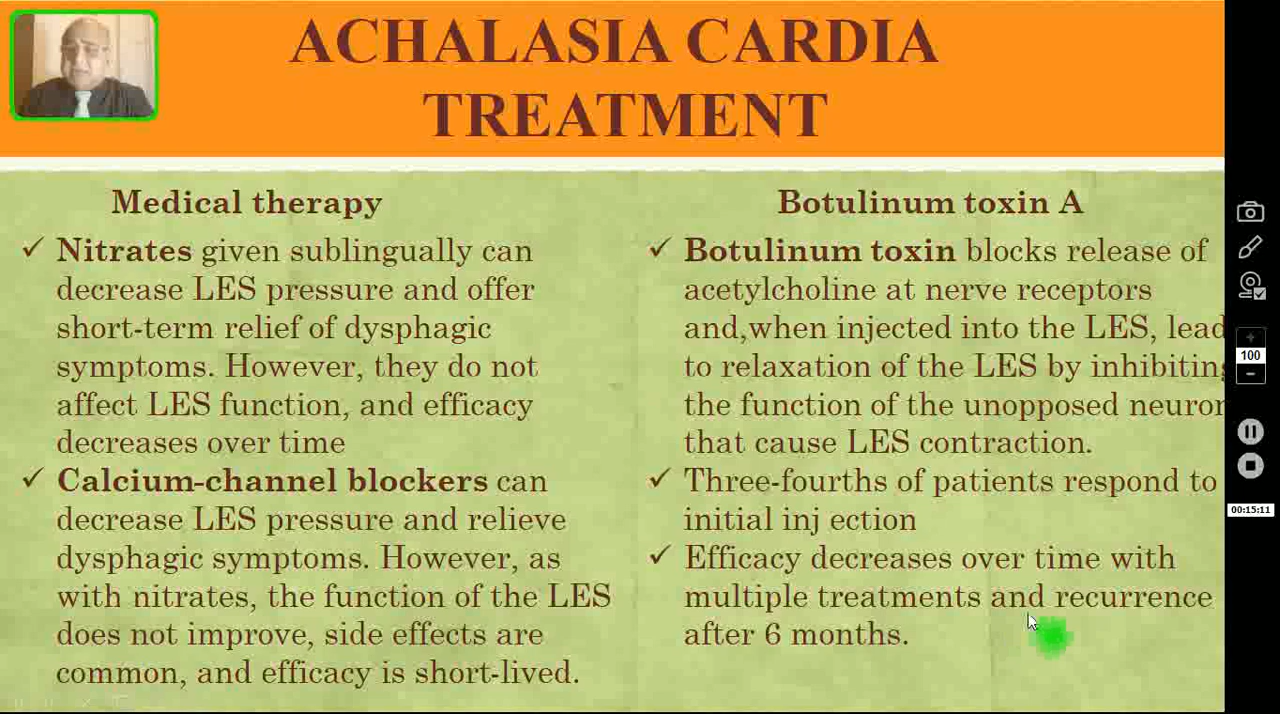 ACHALASIA CARDIA
TREATMENT
Medical therapy
✓ Nitrates given sublingually can
decrease LES pressure and offer
short-term relief of dysphagic
symptoms. However, they do not
affect LES function, and efficacy
decreases over time
✓ Calcium-channel blockers can
decrease LES pressure and relieve
dysphagic symptoms. However, as
with nitrates, the function of the LES
does not improve, side effects are
common, and efficacy is short-lived.
Botulinum toxin A
✓ Botulinum toxin blocks release of
acetylcholine at nerve receptors
and,when injected into the LES, lead
to relaxation of the LES by inhibiting
the function of the unopposed neuron
that cause LES contraction.
✓ Three-fourths of patients respond to
initial inj ection
✓ Efficacy decreases over time with
multiple treatments and recurrence
after 6 months.
100
00:15:11